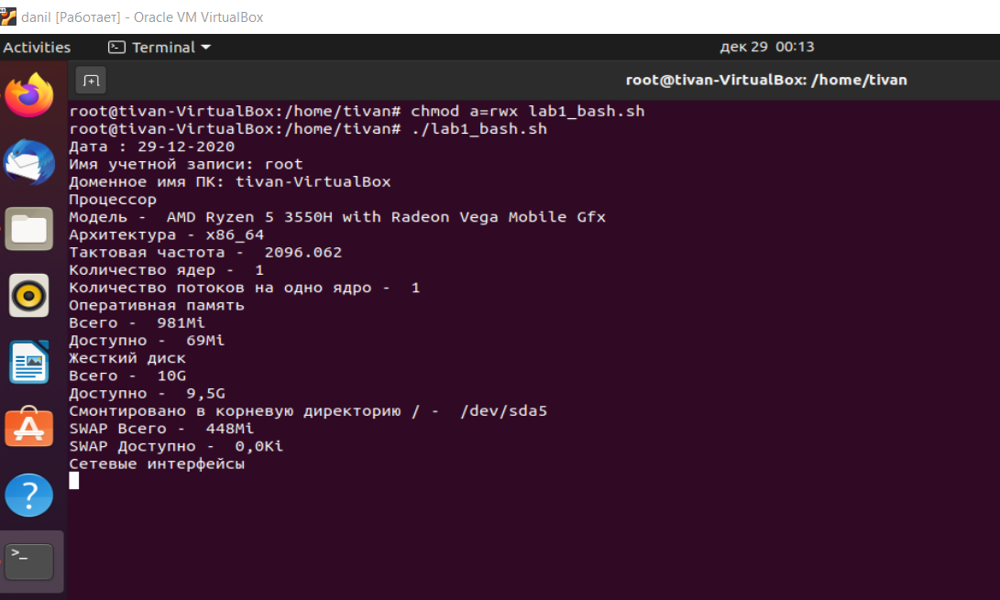 danil [Работает] - Oracle VM VirtualBox
Activities Terminal дек 29 00:13
root@tivan-VirtualBox: /home/tivan
root@tivan-VirtualBox:/home/tivan# chmod a=rwx lab1_bash.sh
root@tivan-VirtualBox:/home/tivan# ./lab1_bash.sh
Дата : 29-12-2020
Имя учетной записи: root
Доменное имя ПК: tivan-VirtualBox
Процессор
Модель -  AMD Ryzen 5 3550H with Radeon Vega Mobile Gfx
Архитектура - x86_64
Тактовая частота -  2096.062
Количество ядер -  1
Количество потоков на одно ядро -  1
Оперативная память
Всего -  981Mi
Доступно -  69Mi
Жесткий диск
Всего -  10G
Доступно -  9,5G
Смонтировано в корневую директорию / -  /dev/sda5
SWAP Всего -  448Mi
SWAP Доступно -  0,0Ki
Сетевые интерфейсы